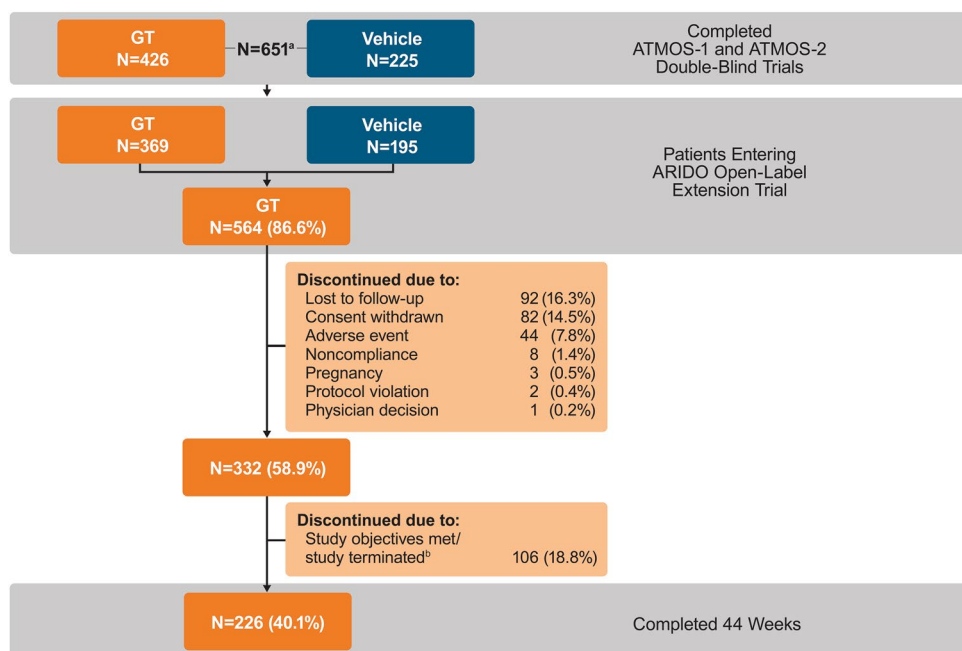 GT
N=426
N=651a
Vehicle
N=225
Completed
ATMOS-1 and ATMOS-2
Double-Blind Trials
GT
N=369
Vehicle
N=195
Patients Entering
ARIDO Open-Label
Extension Trial
GT
N=564 (86.6%)
Discontinued due to:
Lost to follow-up 92 (16.3%)
Consent withdrawn 82 (14.5%)
Adverse event 44 (7.8%)
Noncompliance 8 (1.4%)
Pregnancy 3 (0.5%)
Protocol violation 2 (0.4%)
Physician decision 1 (0.2%)
N=332 (58.9%)
Discontinued due to:
Study objectives met/
study terminatedb 106 (18.8%)
N=226 (40.1%)
Completed 44 Weeks